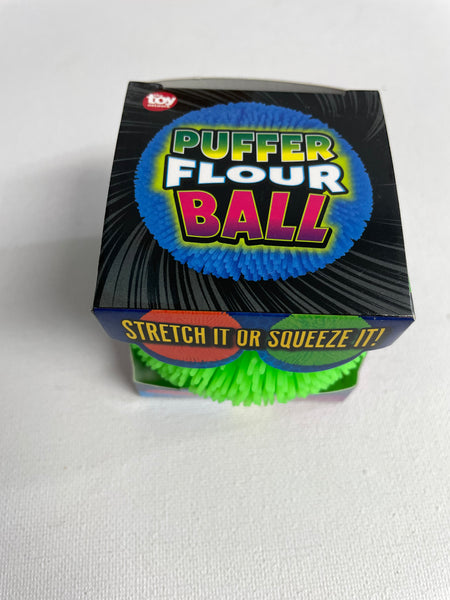 toy
PUFFER
FLOUR
BALL
STRETCH IT OR SQUEEZE IT!